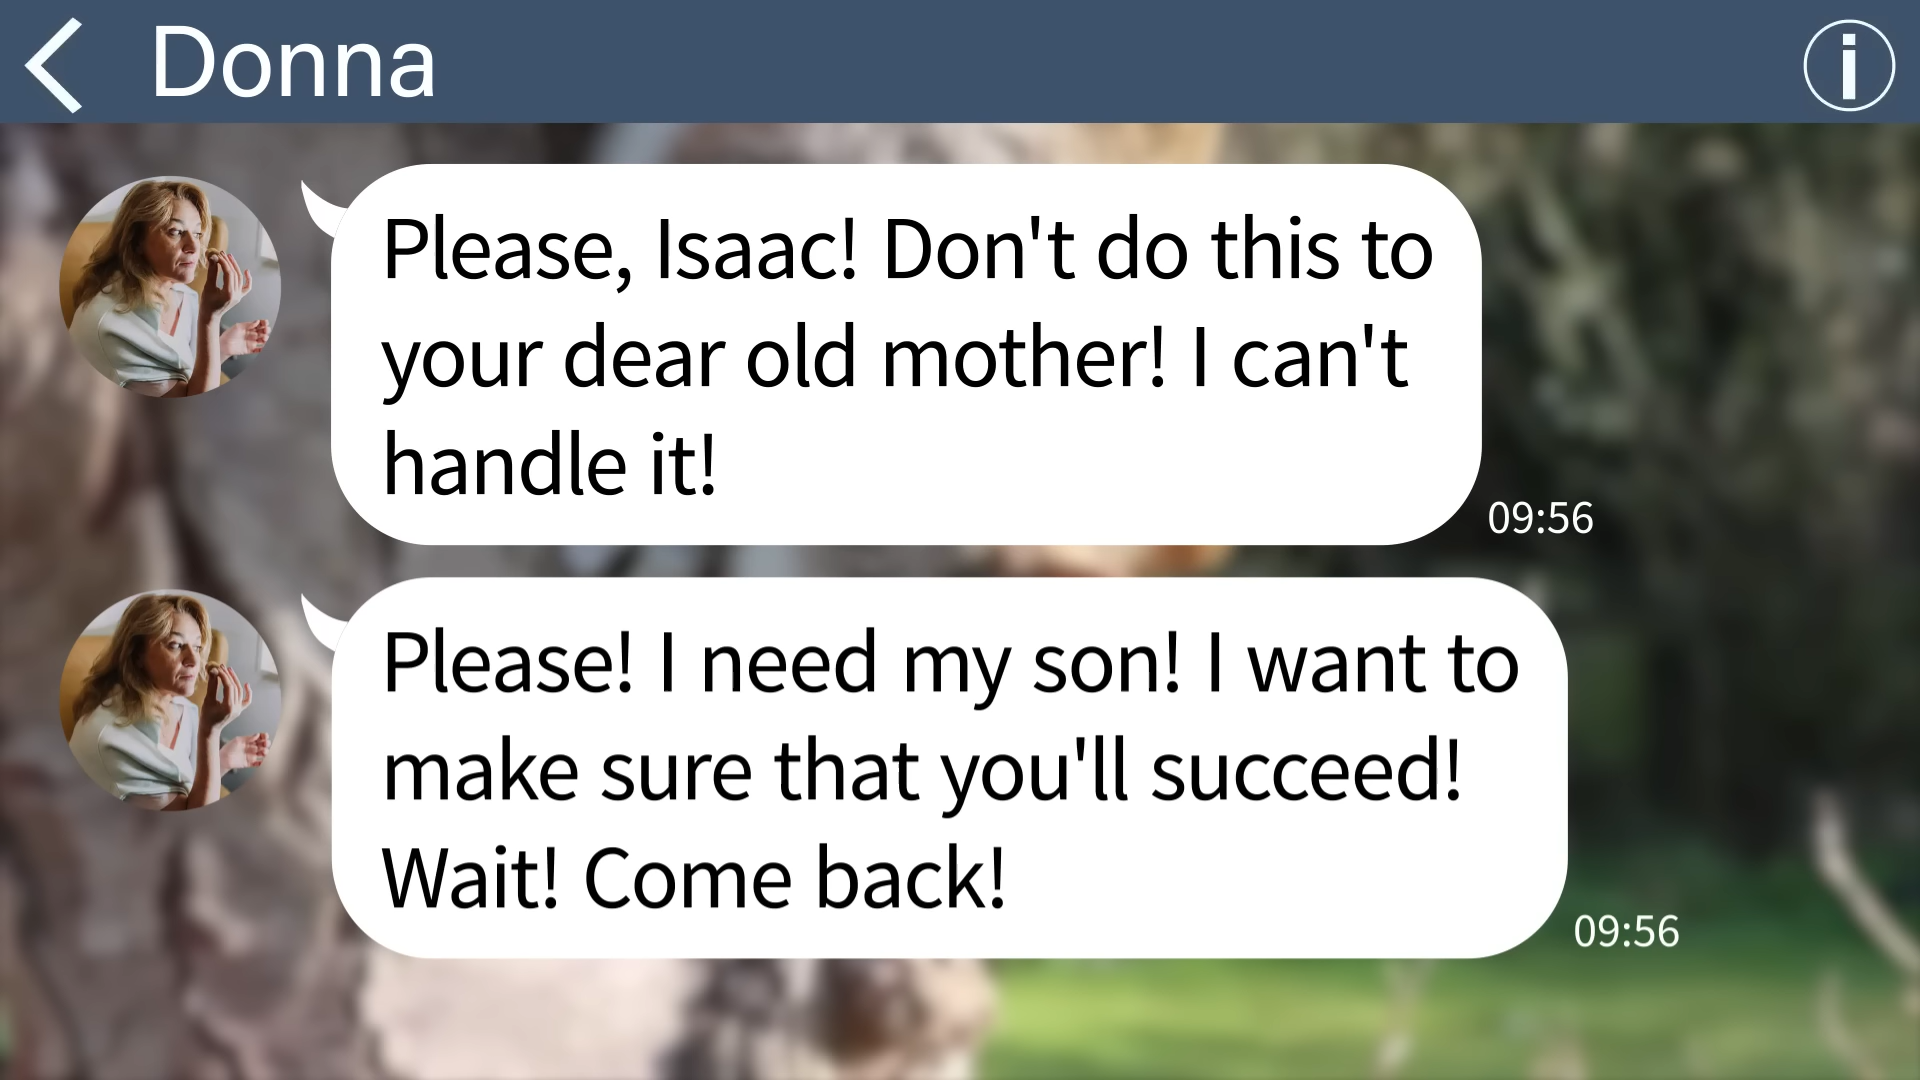 Donna
Please, Isaac! Don't do this to
your dear old mother! I can't
handle it!
09:56
Please! I need my son! I want to
make sure that you'll succeed!
Wait! Come back!
09:56